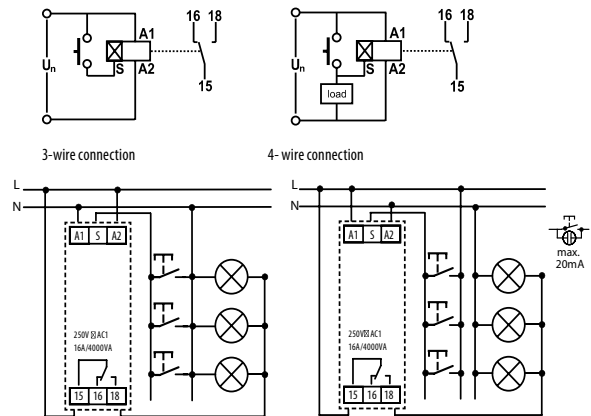 16 18
A1
Un
S A2
15
16 18
A1
Un
S A2
load
15
3-wire connection
4- wire connection
L
N
A1 S A2
250V AC1
16A/4000VA
15 16 18
L
N
A1 S A2
250V AC1
16A/4000VA
15 16 18
max.
20mA